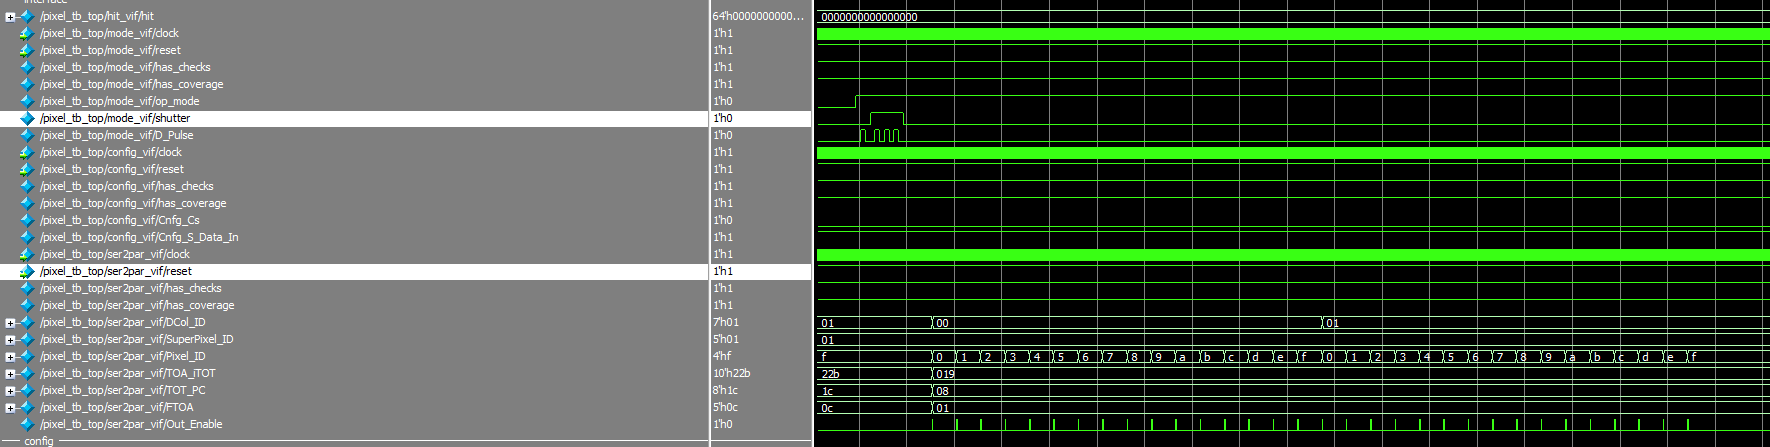 interface
/pixel_tb_top/hit_vif/hit 64'h0000000000... 0000000000000000
/pixel_tb_top/mode_vif/clock 1'h1
/pixel_tb_top/mode_vif/reset 1'h1
/pixel_tb_top/mode_vif/has_checks 1'h1
/pixel_tb_top/mode_vif/has_coverage 1'h1
/pixel_tb_top/mode_vif/op_mode 1'h0
/pixel_tb_top/mode_vif/shutter 1'h0
/pixel_tb_top/mode_vif/D_Pulse 1'h0
/pixel_tb_top/config_vif/clock 1'h1
/pixel_tb_top/config_vif/reset 1'h1
/pixel_tb_top/config_vif/has_checks 1'h1
/pixel_tb_top/config_vif/has_coverage 1'h1
/pixel_tb_top/config_vif/Cnfg_Cs 1'h0
/pixel_tb_top/config_vif/Cnfg_S_Data_In 1'h1
/pixel_tb_top/ser2par_vif/clock 1'h1
/pixel_tb_top/ser2par_vif/reset 1'h1
/pixel_tb_top/ser2par_vif/has_checks 1'h1
/pixel_tb_top/ser2par_vif/has_coverage 1'h1
/pixel_tb_top/ser2par_vif/DCol_ID 7'h01 01 00 01
/pixel_tb_top/ser2par_vif/SuperPixel_ID 5'h01 01
/pixel_tb_top/ser2par_vif/Pixel_ID 4'hf f 0 1 2 3 4 5 6 7 8 9 a b c d e f 0 1 2 3 4 5 6 7 8 9 a b c d e f
/pixel_tb_top/ser2par_vif/TOA_iTOT 10'h22b 22b 019
/pixel_tb_top/ser2par_vif/TOT_PC 8'h1c 1c 08
/pixel_tb_top/ser2par_vif/FTOA 5'h0c 0c 01
/pixel_tb_top/ser2par_vif/Out_Enable 1'h0
config